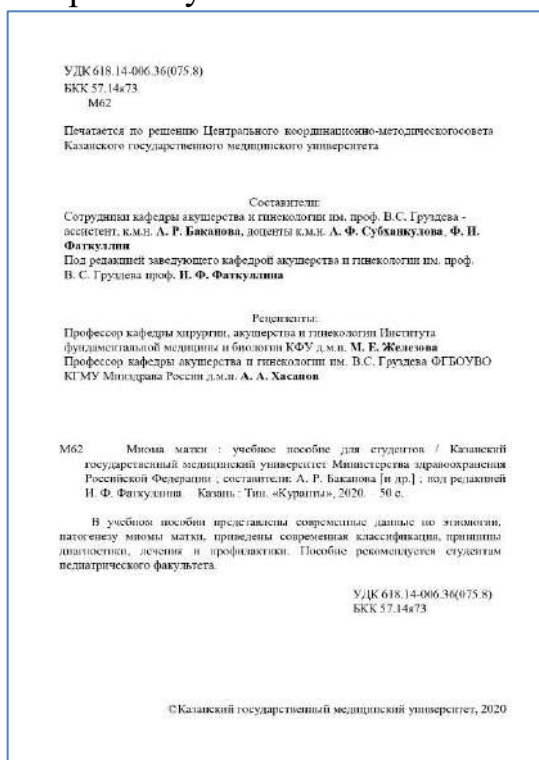 УДК 618.14-006.36(075.8)
БКК 57.14я73
М62
Печатается по решению Центрального координационно-методическогосовета
Казанского государственного медицинского университета
Составители:
Сотрудники кафедры акушерства и гинекологии им. проф. В.С. Груздева -
ассистент, к.м.н. А. Р. Баканова, доценты к.м.н. А. Ф. Субханкулова, Ф. И.
Фаткуллин
Под редакцией заведующего кафедрой акушерства и гинекологии им. проф.
В. С. Груздева проф. И. Ф. Фаткуллина
Рецензенты:
Профессор кафедры хирургии, акушерства и гинекологии Института
фундаментальной медицины и биологии КФУ д.м.н. М. Е. Железова
Профессор кафедры акушерства и гинекологии им. В.С. Груздева ФГБОУВО
КГМУ Минздрава России д.м.н. А. А. Хасанов
М62 Миома матки : учебное пособие для студентов / Казанский
государственный медицинский университет Министерства здравоохранения
Российской Федерации ; составители: А. Р. Баканова [и др.] ; под редакцией
И. Ф. Фаткуллина. Казань : Тип. «Куранты», 2020. 50 с.
В учебном пособии представлены современные данные по этиологии,
патогенезу миомы матки, приведены современная классификация, принципы
диагностики, лечения и профилактики. Пособие рекомендуется студентам
педиатрического факультета.
УДК 618.14-006.36(075.8)
БКК 57.14я73
©Казанский государственный медицинский университет, 2020